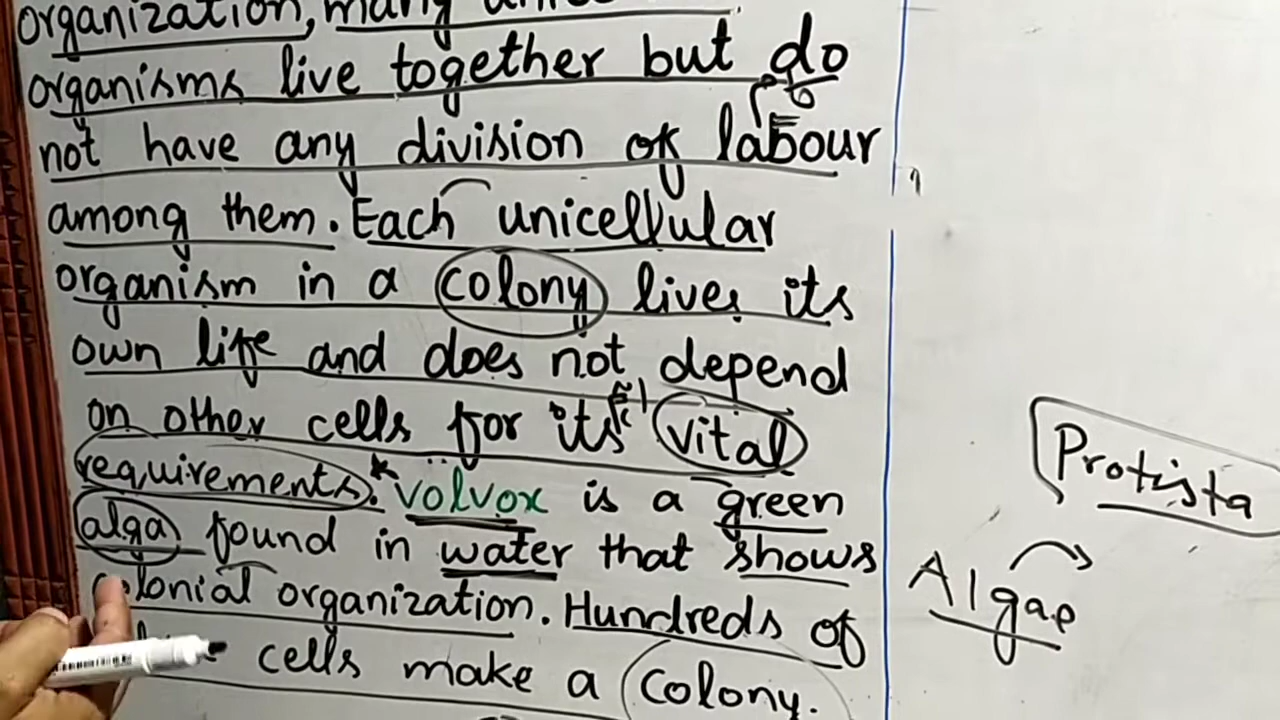 organization, many
organisms live together but do
not have any division of labour
among them. Each unicellular
organism in a colony lives its
own life and does not depend
on other cells for its vital
requirements. Volvox is a green
alga found in water that shows
colonial organization. Hundreds of
cells make a colony.
Protista
Algae